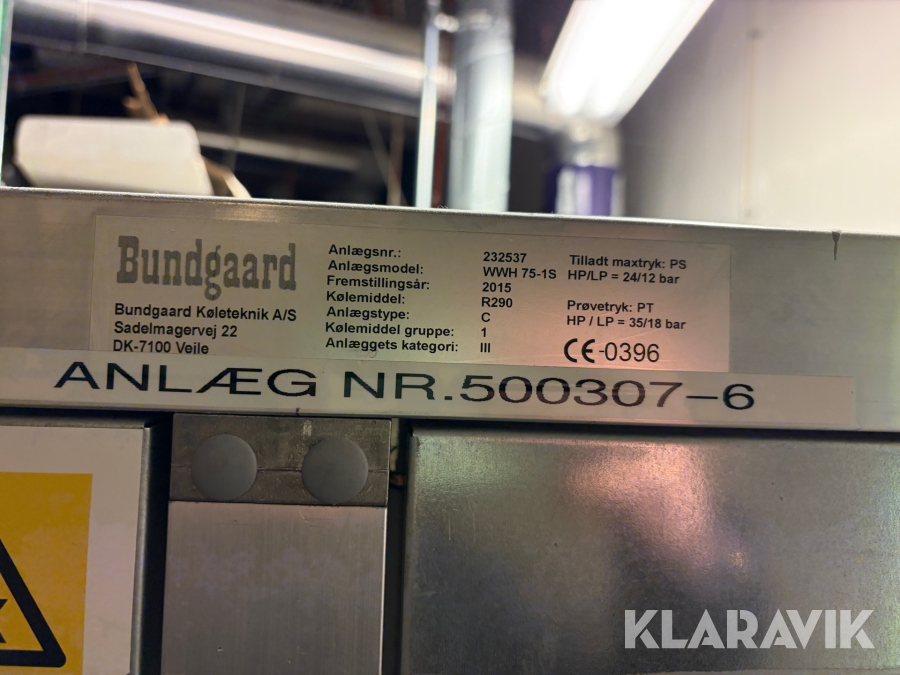 Bundgaard
Bundgaard Køleteknik A/S
Sadelmagervej 22
DK-7100 Vejle
Anlægsnr.: 232537
Anlægsmodel: WWH 75-1S
Fremstillingsår: 2015
Kølemiddel: R290
Anlægstype: C
Kølemiddel gruppe: 1
Anlæggets kategori: III
Tilladt maxtryk: PS
HP/LP = 24/12 bar
Prøvetryk: PT
HP / LP = 35/18 bar
CE-0396
ANLÆG NR.500307-6
KLARAVIK